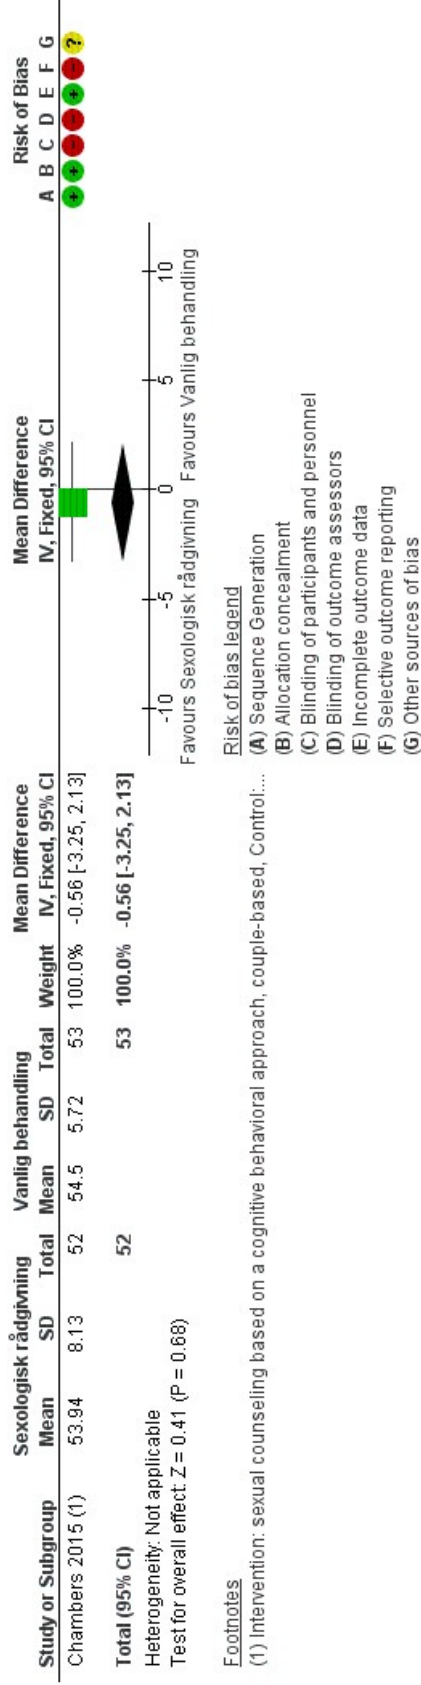 Sexologisk rådgivning Vanlig behandling Mean Difference Mean Difference Risk of Bias
Study or Subgroup Mean SD Total Mean SD Total Weight IV, Fixed, 95% CI IV, Fixed, 95% CI A B C D E F G
Chambers 2015 (1) 53.94 8.13 52 54.5 5.72 53 100.0% -0.56 [-3.25, 2.13] + + - - + - ?
Total (95% CI) 52 53 100.0% -0.56 [-3.25, 2.13]
Heterogeneity: Not applicable
Test for overall effect: Z = 0.41 (P = 0.68)
-10 -5 0 5 10
Favours Sexologisk rådgivning Favours Vanlig behandling
Footnotes
(1) Intervention: sexual counseling based on a cognitive behavioral approach, couple-based, Control:...
Risk of bias legend
(A) Sequence Generation
(B) Allocation concealment
(C) Blinding of participants and personnel
(D) Blinding of outcome assessors
(E) Incomplete outcome data
(F) Selective outcome reporting
(G) Other sources of bias